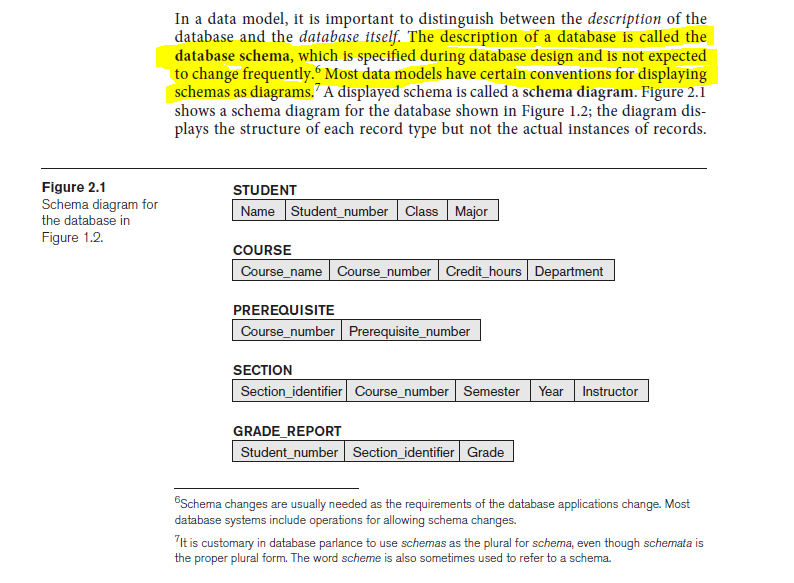 In a data model, it is important to distinguish between the description of the
database and the database itself. The description of a database is called the
database schema, which is specified during database design and is not expected
to change frequently.⁶ Most data models have certain conventions for displaying
schemas as diagrams.⁷ A displayed schema is called a schema diagram. Figure 2.1
shows a schema diagram for the database shown in Figure 1.2; the diagram dis-
plays the structure of each record type but not the actual instances of records.
Figure 2.1
Schema diagram for
the database in
Figure 1.2.
STUDENT
Name Student_number Class Major
COURSE
Course_name Course_number Credit_hours Department
PREREQUISITE
Course_number Prerequisite_number
SECTION
Section_identifier Course_number Semester Year Instructor
GRADE_REPORT
Student_number Section_identifier Grade
⁶Schema changes are usually needed as the requirements of the database applications change. Most
database systems include operations for allowing schema changes.
⁷It is customary in database parlance to use schemas as the plural for schema, even though schemata is
the proper plural form. The word scheme is also sometimes used to refer to a schema.